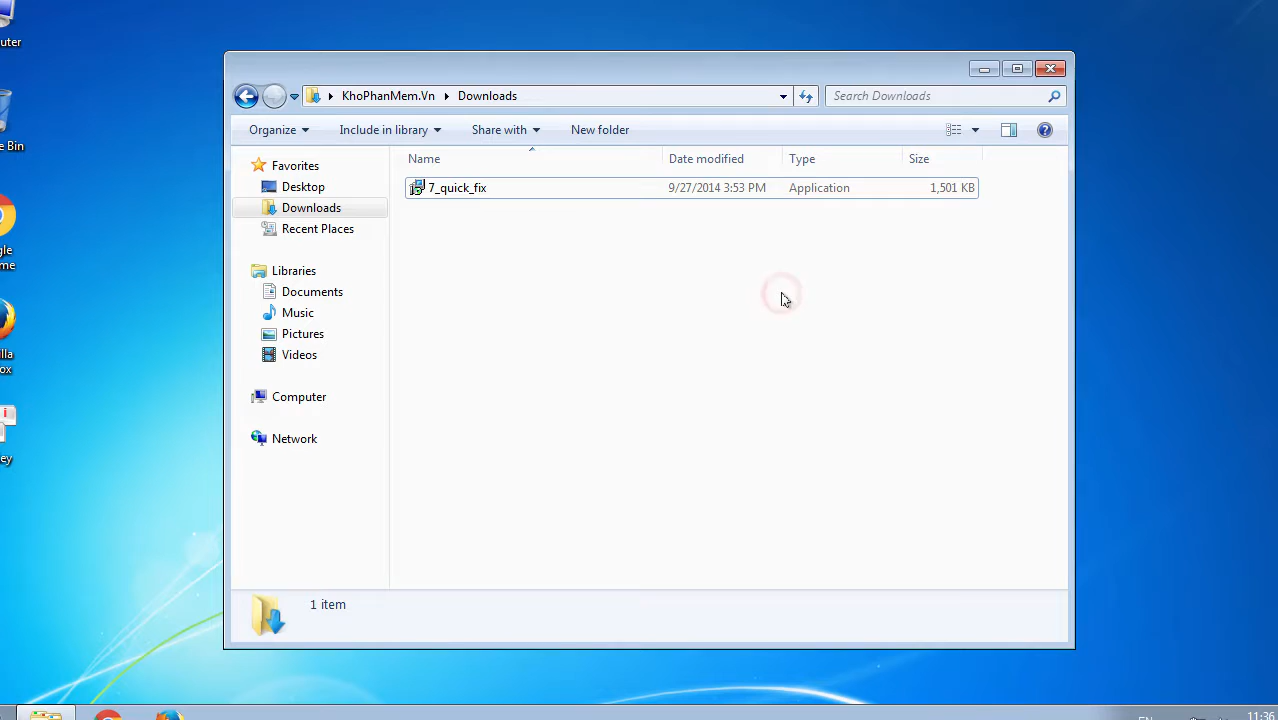 KhoPhanMem.Vn Downloads Search Downloads
Organize Include in library Share with New folder
Name Date modified Type Size
7_quick_fix 9/27/2014 3:53 PM Application 1,501 KB
Favorites
Desktop
Downloads
Recent Places
Libraries
Documents
Music
Pictures
Videos
Computer
Network
1 item
uter
e Bin
gle
me
lla
ox
ey
EN
11:36